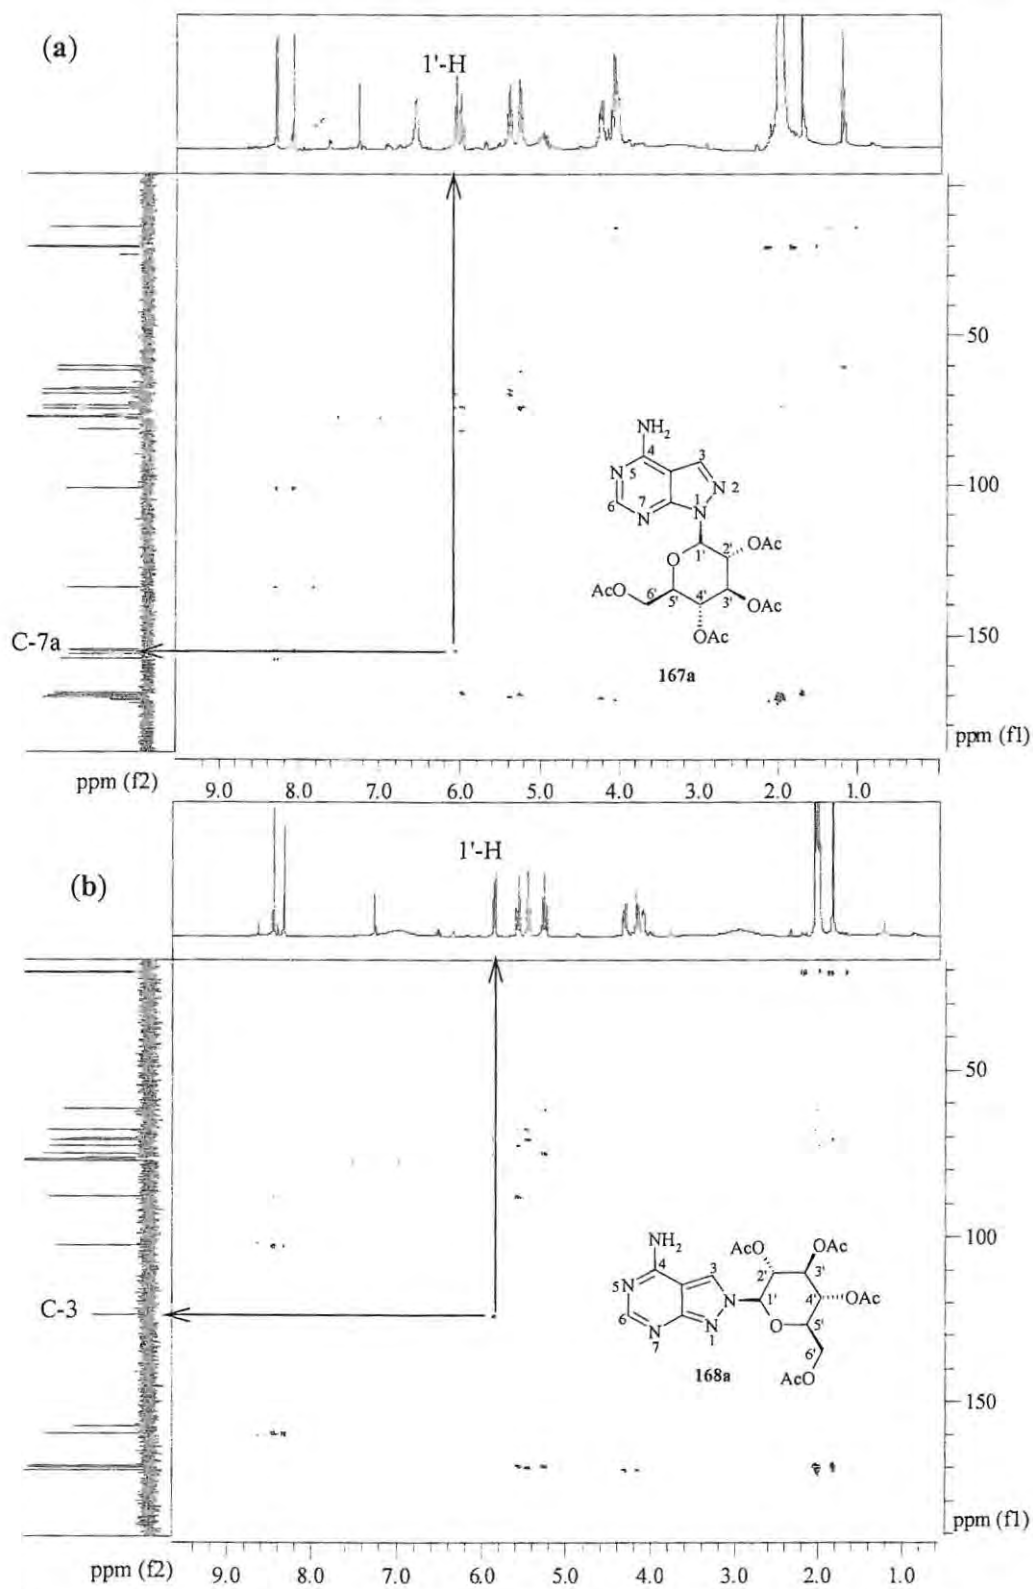 (a)
1'-H
50
100
150
C-7a
NH2
4
3
N 5
N 2
1
6
7
N
N
O
2'
OAc
1'
AcO
6'
5'
4'
3'
OAc
OAc
167a
ppm (f1)
ppm (f2)
9.0 8.0 7.0 6.0 5.0 4.0 3.0 2.0 1.0
(b)
1'-H
50
100
150
C-3
NH2
4
3
5 N
6
N
7
N
N
1
AcO
OAc
2'
3'
1'
4'
OAc
O
5'
6'
AcO
168a
ppm (f1)
ppm (f2)
9.0 8.0 7.0 6.0 5.0 4.0 3.0 2.0 1.0